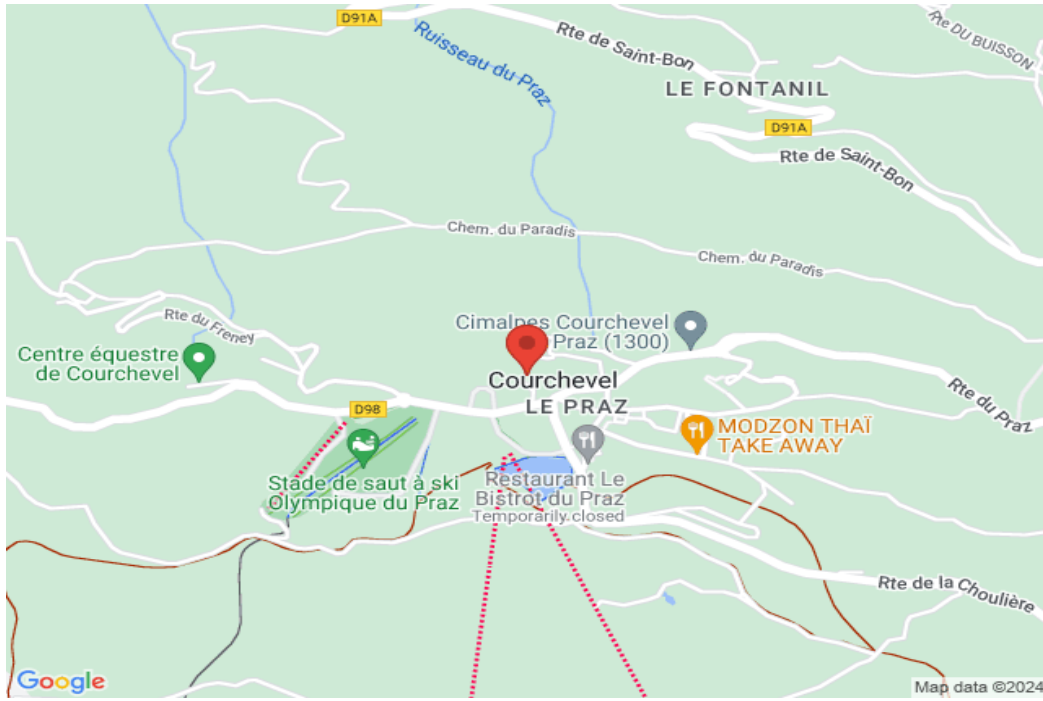 D91A
Rte de Saint-Bon
Rte DU BUISSON
Ruisseau du Praz
LE FONTANIL
D91A
Rte de Saint-Bon
Chem. du Paradis
Chem. du Paradis
Rte du Freney
Cimalpes Courchevel
Praz (1300)
Centre équestre
de Courchevel
Courchevel
LE PRAZ
Rte du Praz
D98
MODZON THAÏ
TAKE AWAY
Stade de saut à ski
Olympique du Praz
Restaurant Le
Bistrot du Praz
Temporarily closed
Rte de la Choulière
Google
Map data ©2024